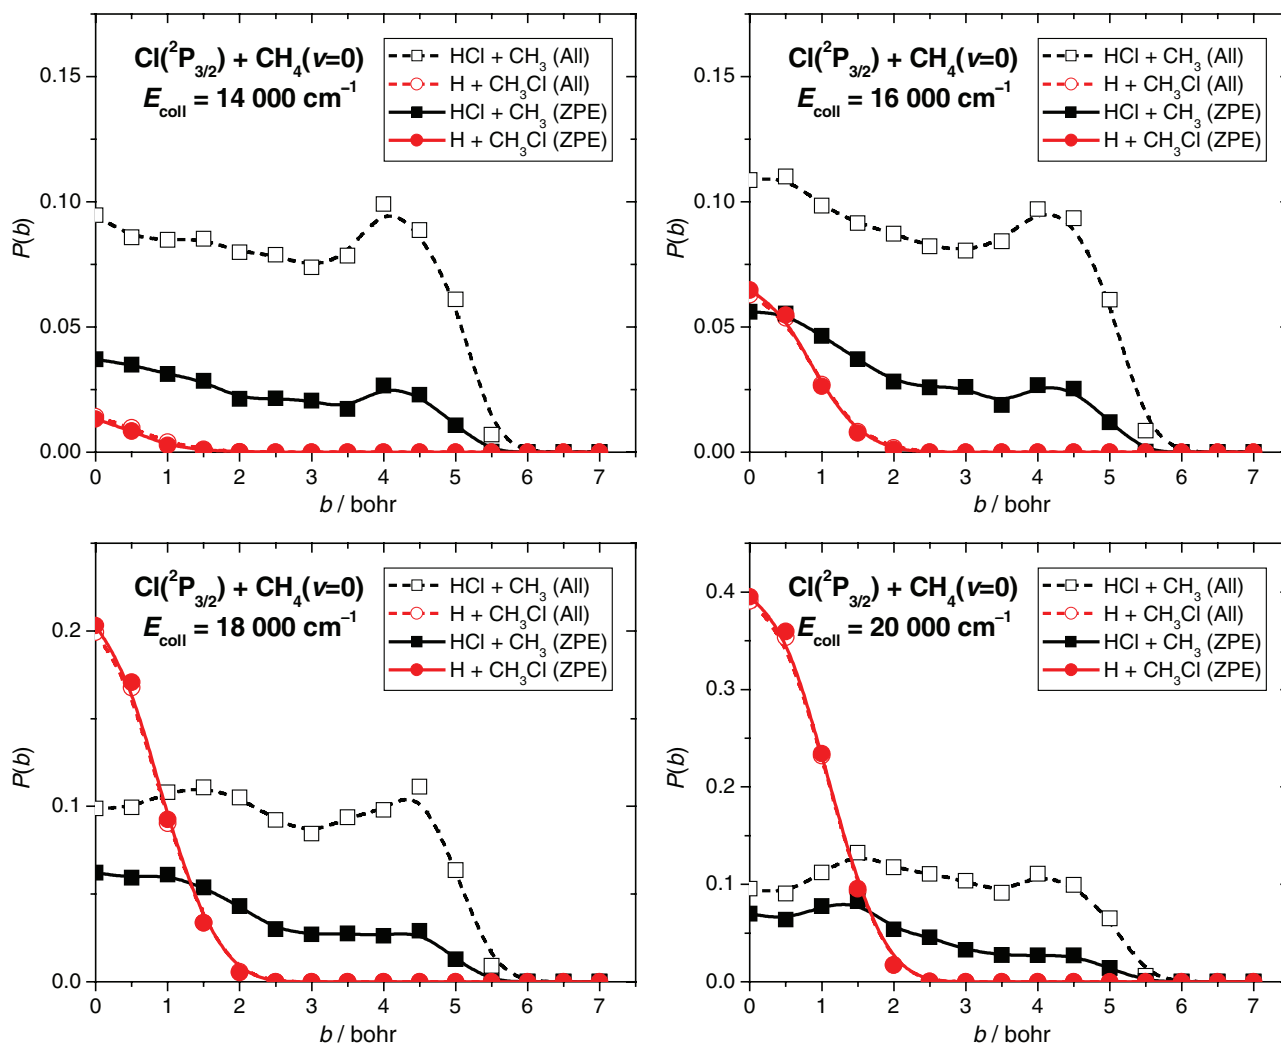 Cl(²P₃/₂) + CH₄(v=0)
E_coll = 14 000 cm⁻¹
HCl + CH₃ (All)
H + CH₃Cl (All)
HCl + CH₃ (ZPE)
H + CH₃Cl (ZPE)
0.15
0.10
0.05
0.00
P(b)
0 1 2 3 4 5 6 7
b / bohr
Cl(²P₃/₂) + CH₄(v=0)
E_coll = 16 000 cm⁻¹
HCl + CH₃ (All)
H + CH₃Cl (All)
HCl + CH₃ (ZPE)
H + CH₃Cl (ZPE)
0.15
0.10
0.05
0.00
P(b)
0 1 2 3 4 5 6 7
b / bohr
Cl(²P₃/₂) + CH₄(v=0)
E_coll = 18 000 cm⁻¹
HCl + CH₃ (All)
H + CH₃Cl (All)
HCl + CH₃ (ZPE)
H + CH₃Cl (ZPE)
0.2
0.1
0.0
P(b)
0 1 2 3 4 5 6 7
b / bohr
Cl(²P₃/₂) + CH₄(v=0)
E_coll = 20 000 cm⁻¹
HCl + CH₃ (All)
H + CH₃Cl (All)
HCl + CH₃ (ZPE)
H + CH₃Cl (ZPE)
0.4
0.3
0.2
0.1
0.0
P(b)
0 1 2 3 4 5 6 7
b / bohr